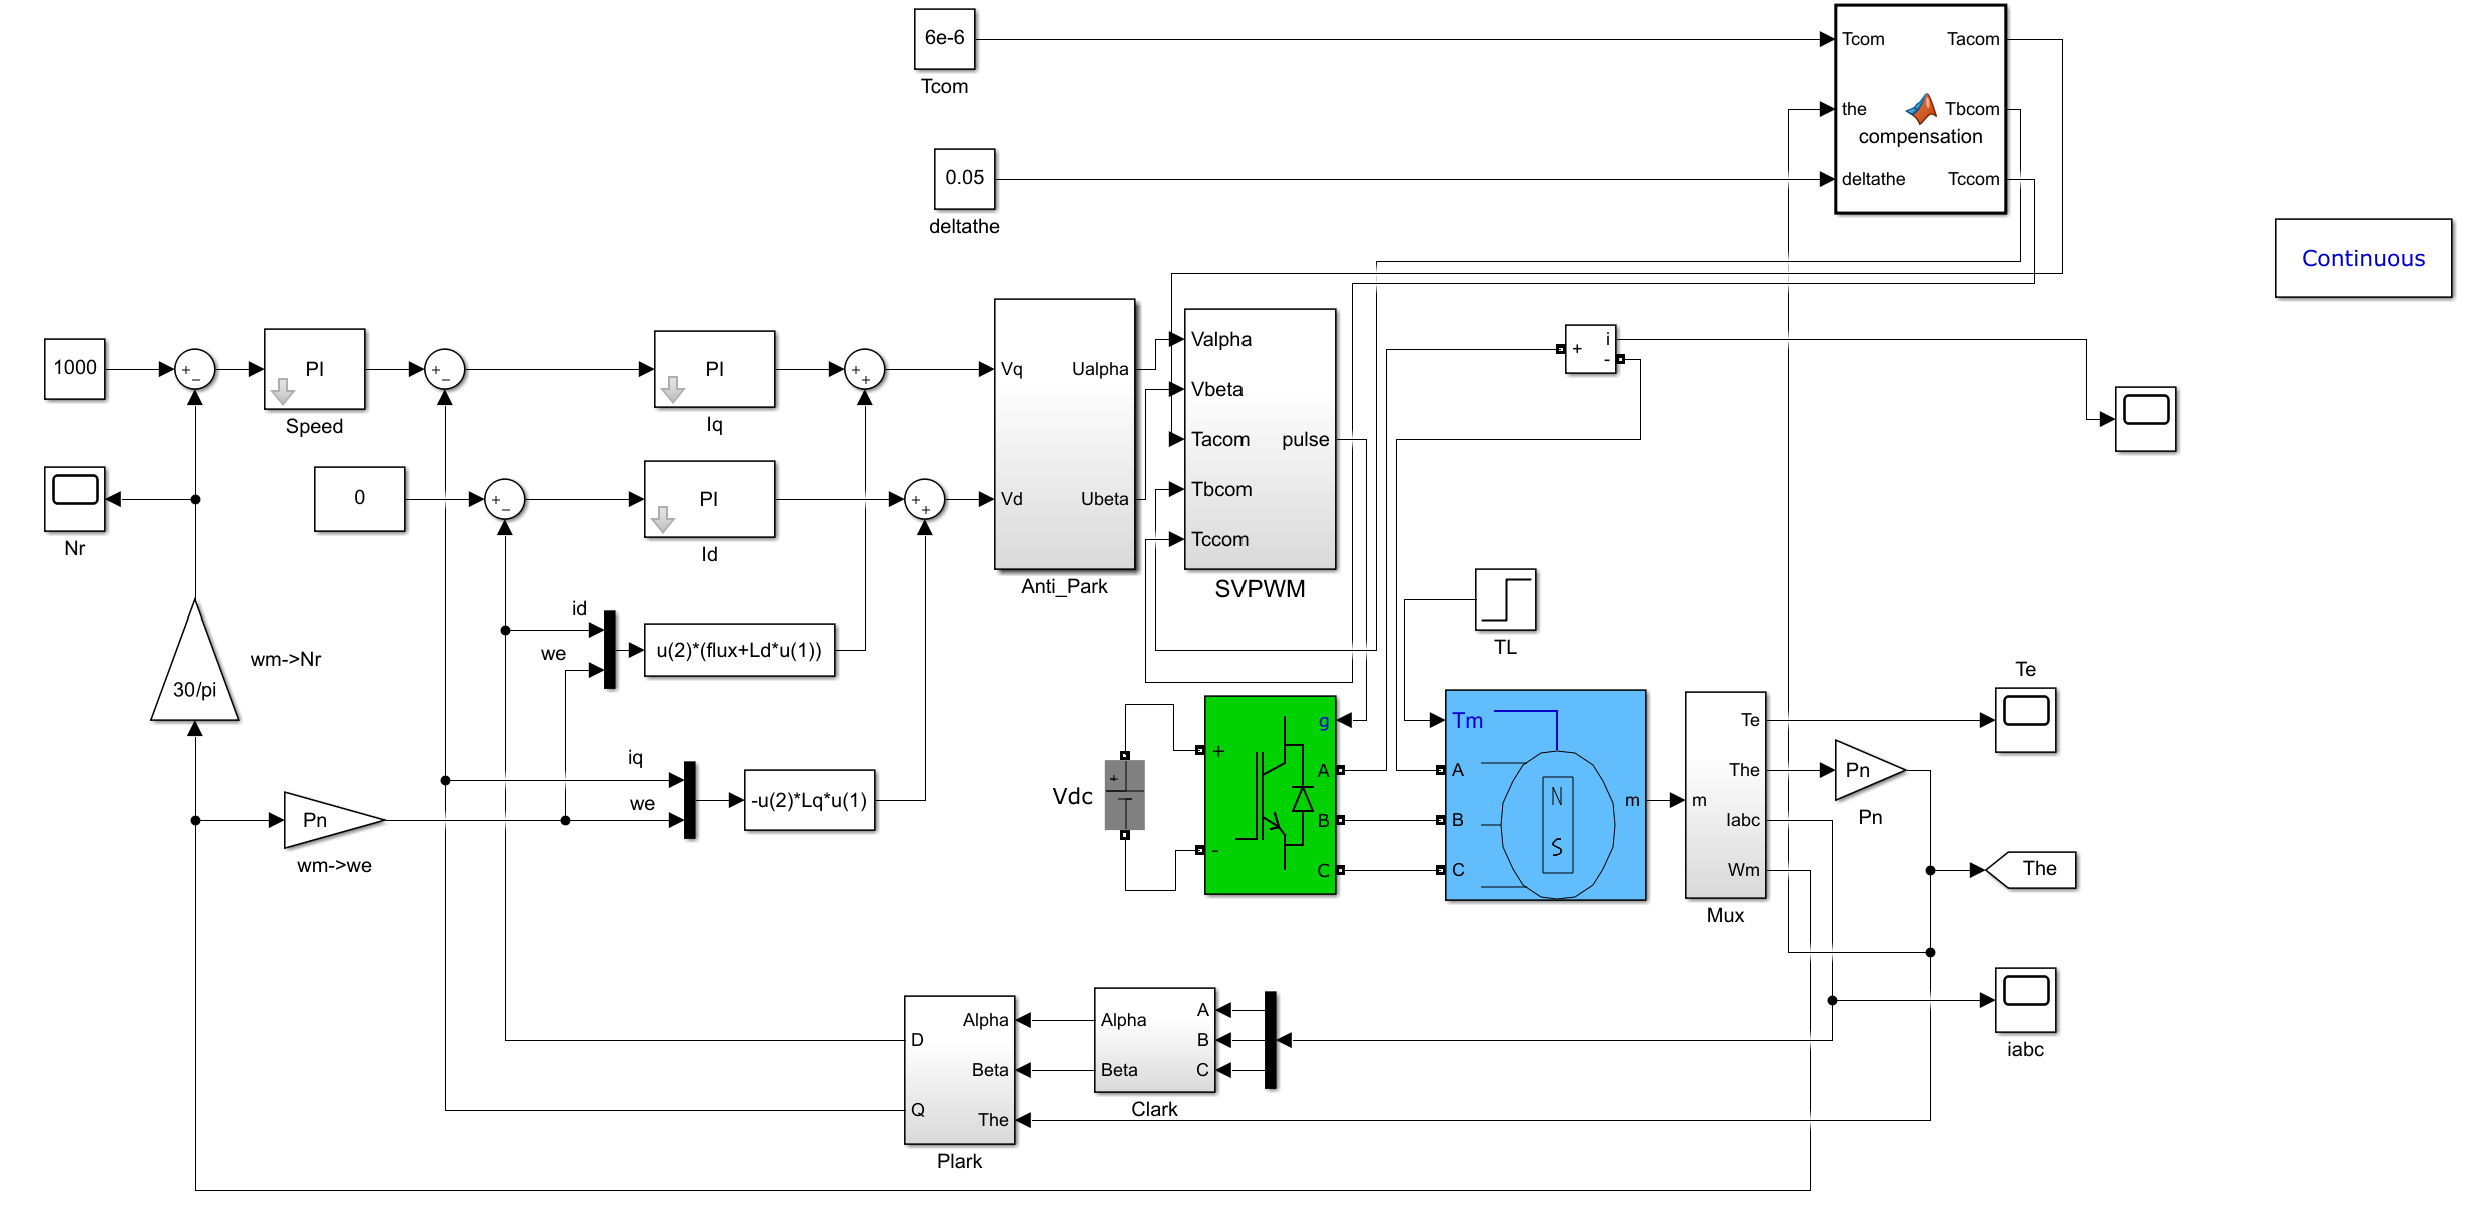 6e-6
Tcom
Tcom
Tacom
the
Tbcom
compensation
0.05
deltathe
deltathe
Tccom
Continuous
1000
+
−
PI
Speed
+
−
PI
Iq
+
+
Vq
Ualpha
Valpha
Vbeta
Tacom
pulse
Tbcom
Tccom
SVPWM
+
i
-
Nr
0
+
−
PI
Id
+
+
Vd
Ubeta
Anti_Park
id
we
u(2)*(flux+Ld*u(1))
TL
30/pi
wm->Nr
iq
we
-u(2)*Lq*u(1)
Pn
wm->we
Vdc
+
+
-
g
A
B
C
Tm
A
B
C
N
S
m
m
Te
The
Iabc
Wm
Mux
Te
Pn
Pn
The
iabc
D
Q
Alpha
Beta
The
Plark
Alpha
Beta
A
B
C
Clark